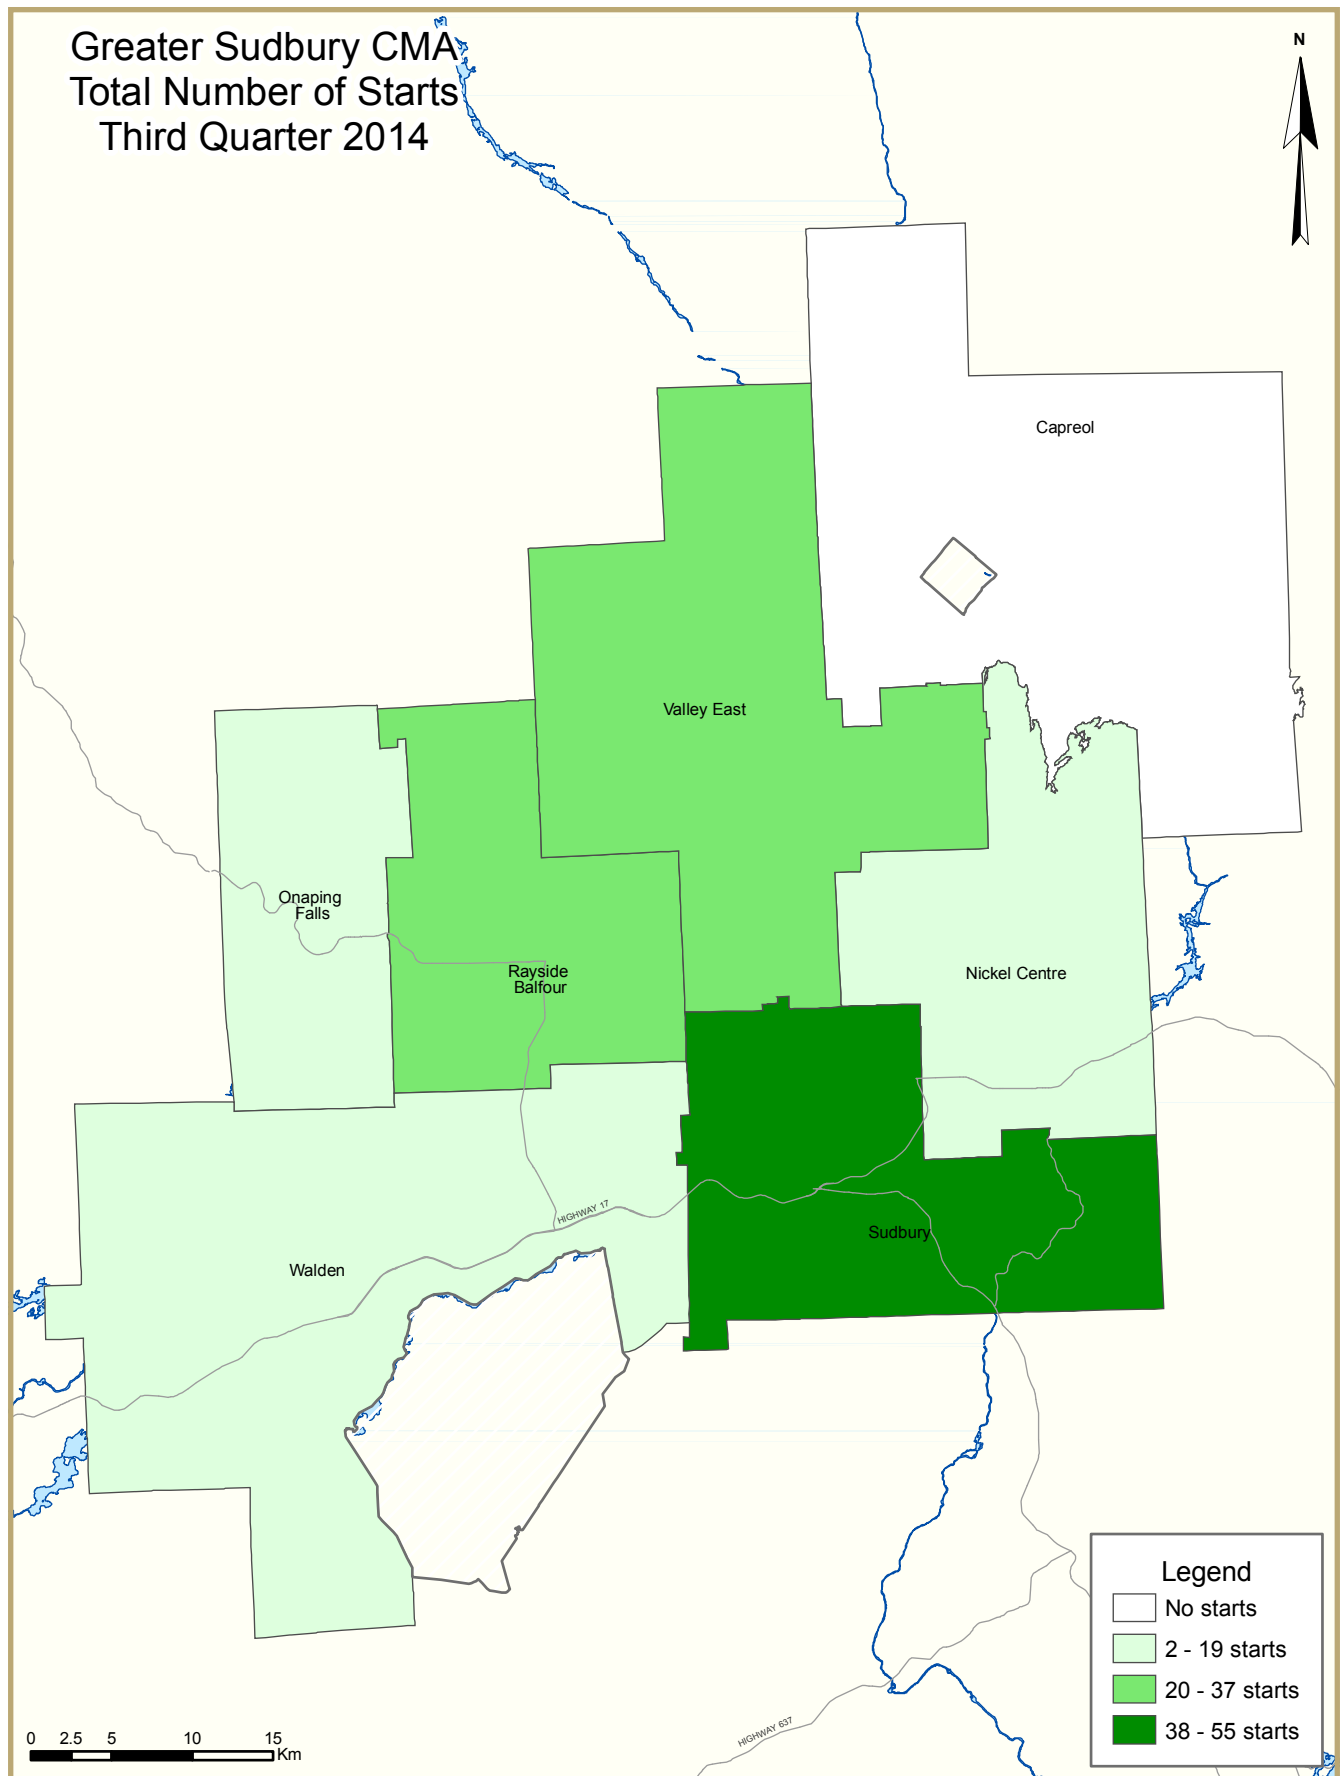 Greater Sudbury CMA
Total Number of Starts
Third Quarter 2014
N
Capreol
Valley East
Onaping
Falls
Rayside
Balfour
Nickel Centre
HIGHWAY 17
Sudbury
Walden
Legend
No starts
2 - 19 starts
20 - 37 starts
38 - 55 starts
HIGHWAY 637
0 2.5 5 10 15
Km